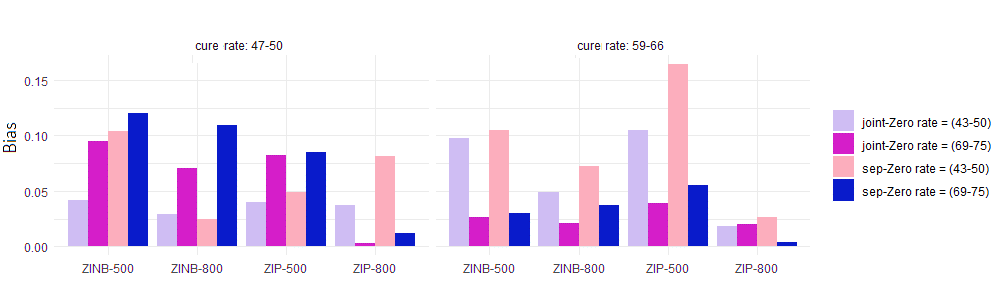 cure rate: 47-50
cure rate: 59-66
Bias
0.15
0.10
0.05
0.00
ZINB-500 ZINB-800 ZIP-500 ZIP-800
ZINB-500 ZINB-800 ZIP-500 ZIP-800
joint-Zero rate = (43-50)
joint-Zero rate = (69-75)
sep-Zero rate = (43-50)
sep-Zero rate = (69-75)